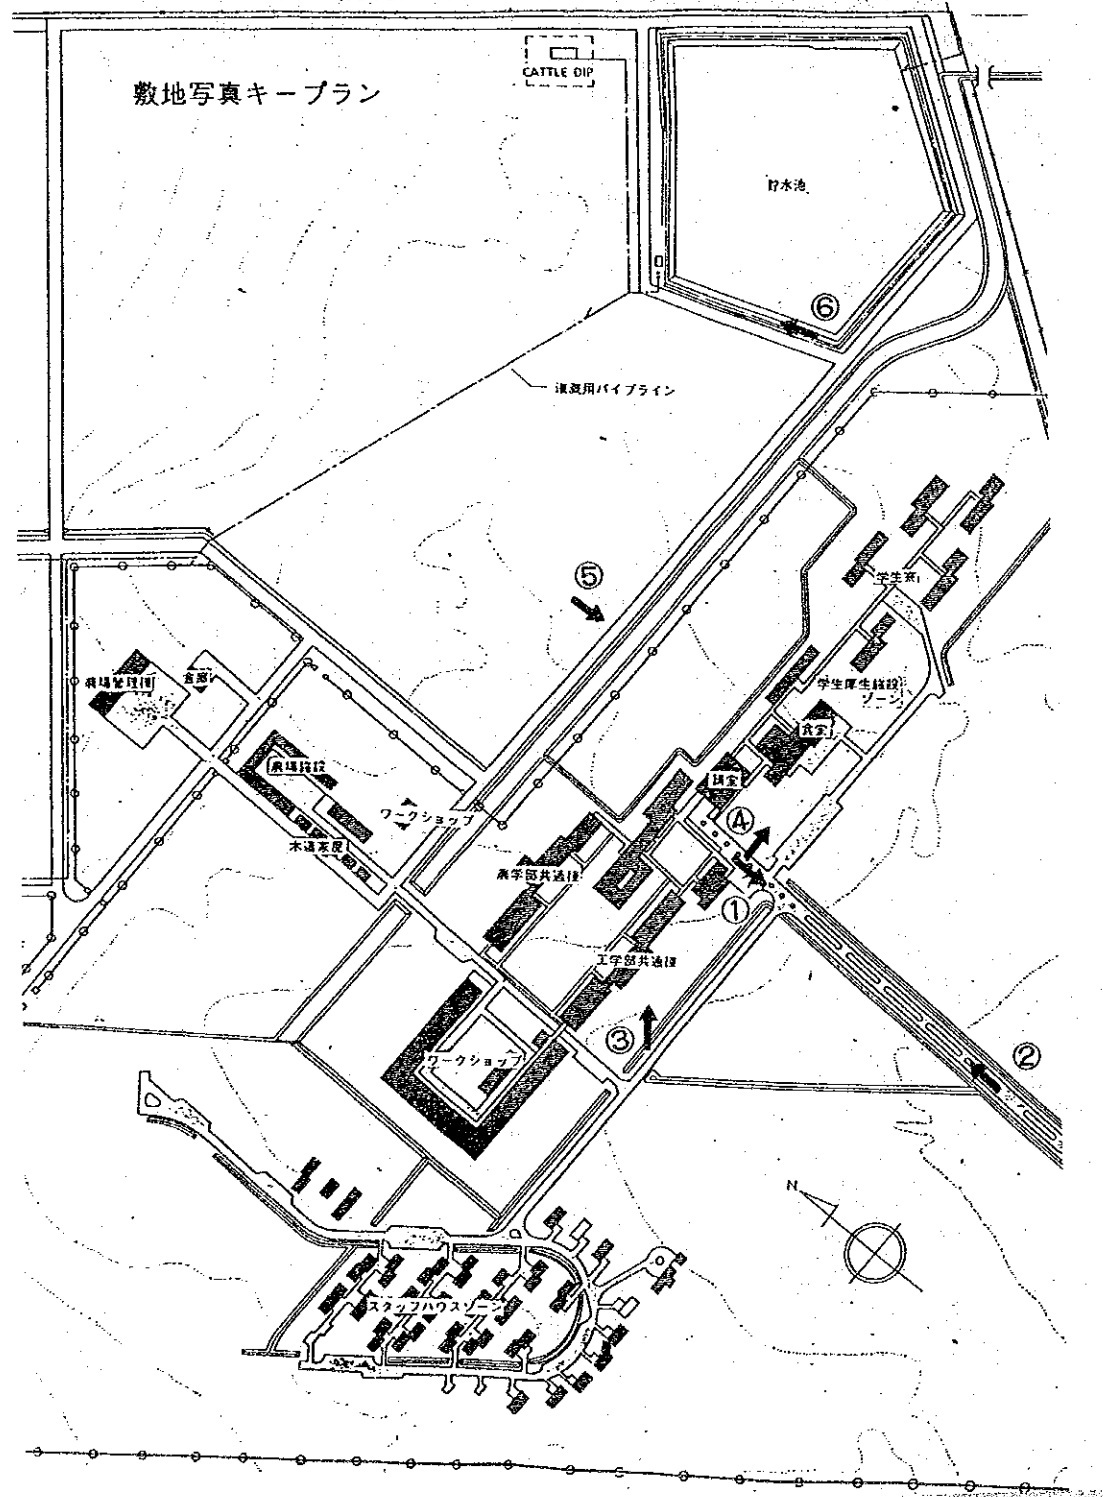 CATTLE DIP
敷地写真キープラン
貯水池
⑥
灌漑用パイプライン
⑤
学生寮
農場管理棟
倉庫
学生厚生施設
ゾーン
食堂
農場施設
講堂
ワークショップ
④
木造家屋
農学部共通棟
①
工学部共通棟
③
②
ワークショップ
N
スタッフハウスゾーン